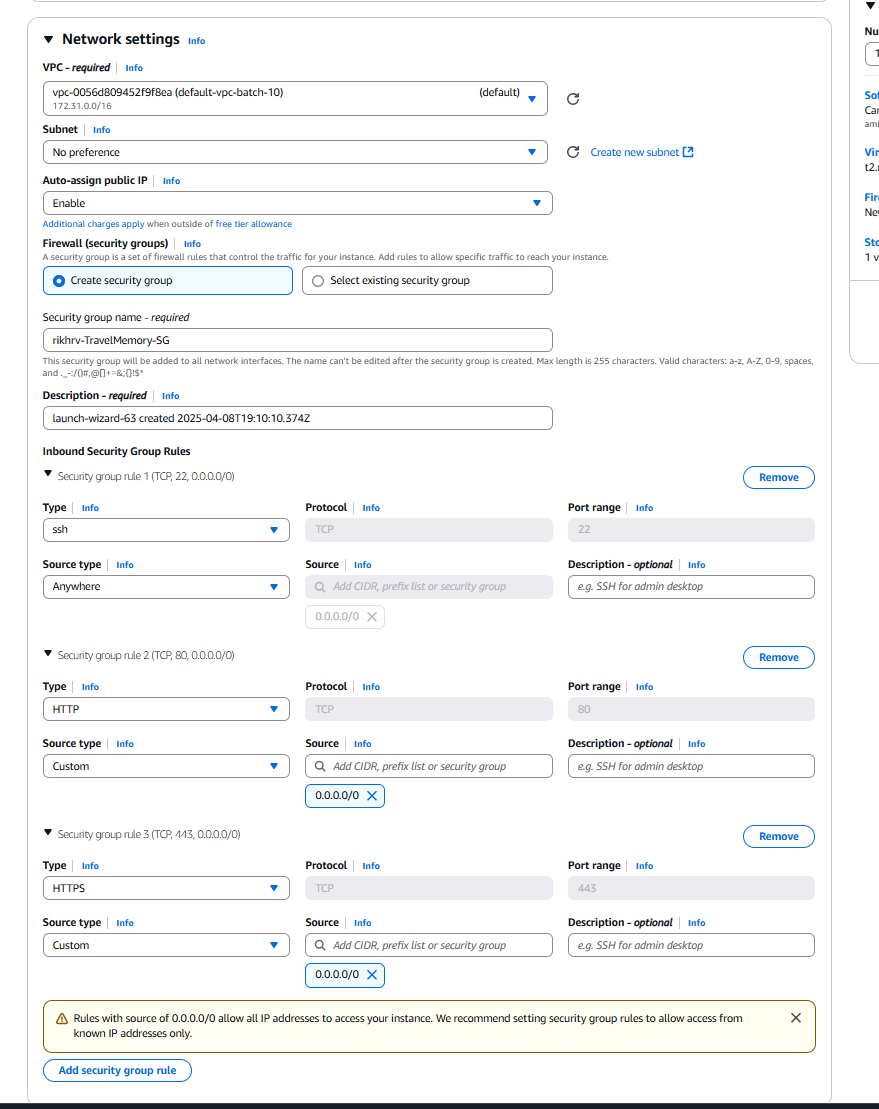 Network settings Info
VPC - required Info
vpc-0056d809452f9f8ea (default-vpc-batch-10) (default)
172.31.0.0/16
Subnet Info
No preference
Create new subnet
Auto-assign public IP Info
Enable
Additional charges apply when outside of free tier allowance
Firewall (security groups) Info
A security group is a set of firewall rules that control the traffic for your instance. Add rules to allow specific traffic to reach your instance.
Create security group
Select existing security group
Security group name - required
rikhrv-TravelMemory-SG
This security group will be added to all network interfaces. The name can't be edited after the security group is created. Max length is 255 characters. Valid characters: a-z, A-Z, 0-9, spaces,
and ._-:/()#,@[]+=&;{}!$*
Description - required Info
launch-wizard-63 created 2025-04-08T19:10:10.374Z
Inbound Security Group Rules
Security group rule 1 (TCP, 22, 0.0.0.0/0)
Remove
Type Info Protocol Info Port range Info
ssh TCP 22
Source type Info Source Info Description - optional Info
Anywhere Add CIDR, prefix list or security group e.g. SSH for admin desktop
0.0.0.0/0
Security group rule 2 (TCP, 80, 0.0.0.0/0)
Remove
Type Info Protocol Info Port range Info
HTTP TCP 80
Source type Info Source Info Description - optional Info
Custom Add CIDR, prefix list or security group e.g. SSH for admin desktop
0.0.0.0/0
Security group rule 3 (TCP, 443, 0.0.0.0/0)
Remove
Type Info Protocol Info Port range Info
HTTPS TCP 443
Source type Info Source Info Description - optional Info
Custom Add CIDR, prefix list or security group e.g. SSH for admin desktop
0.0.0.0/0
Rules with source of 0.0.0.0/0 allow all IP addresses to access your instance. We recommend setting security group rules to allow access from
known IP addresses only.
Add security group rule
1
t2.
1 v